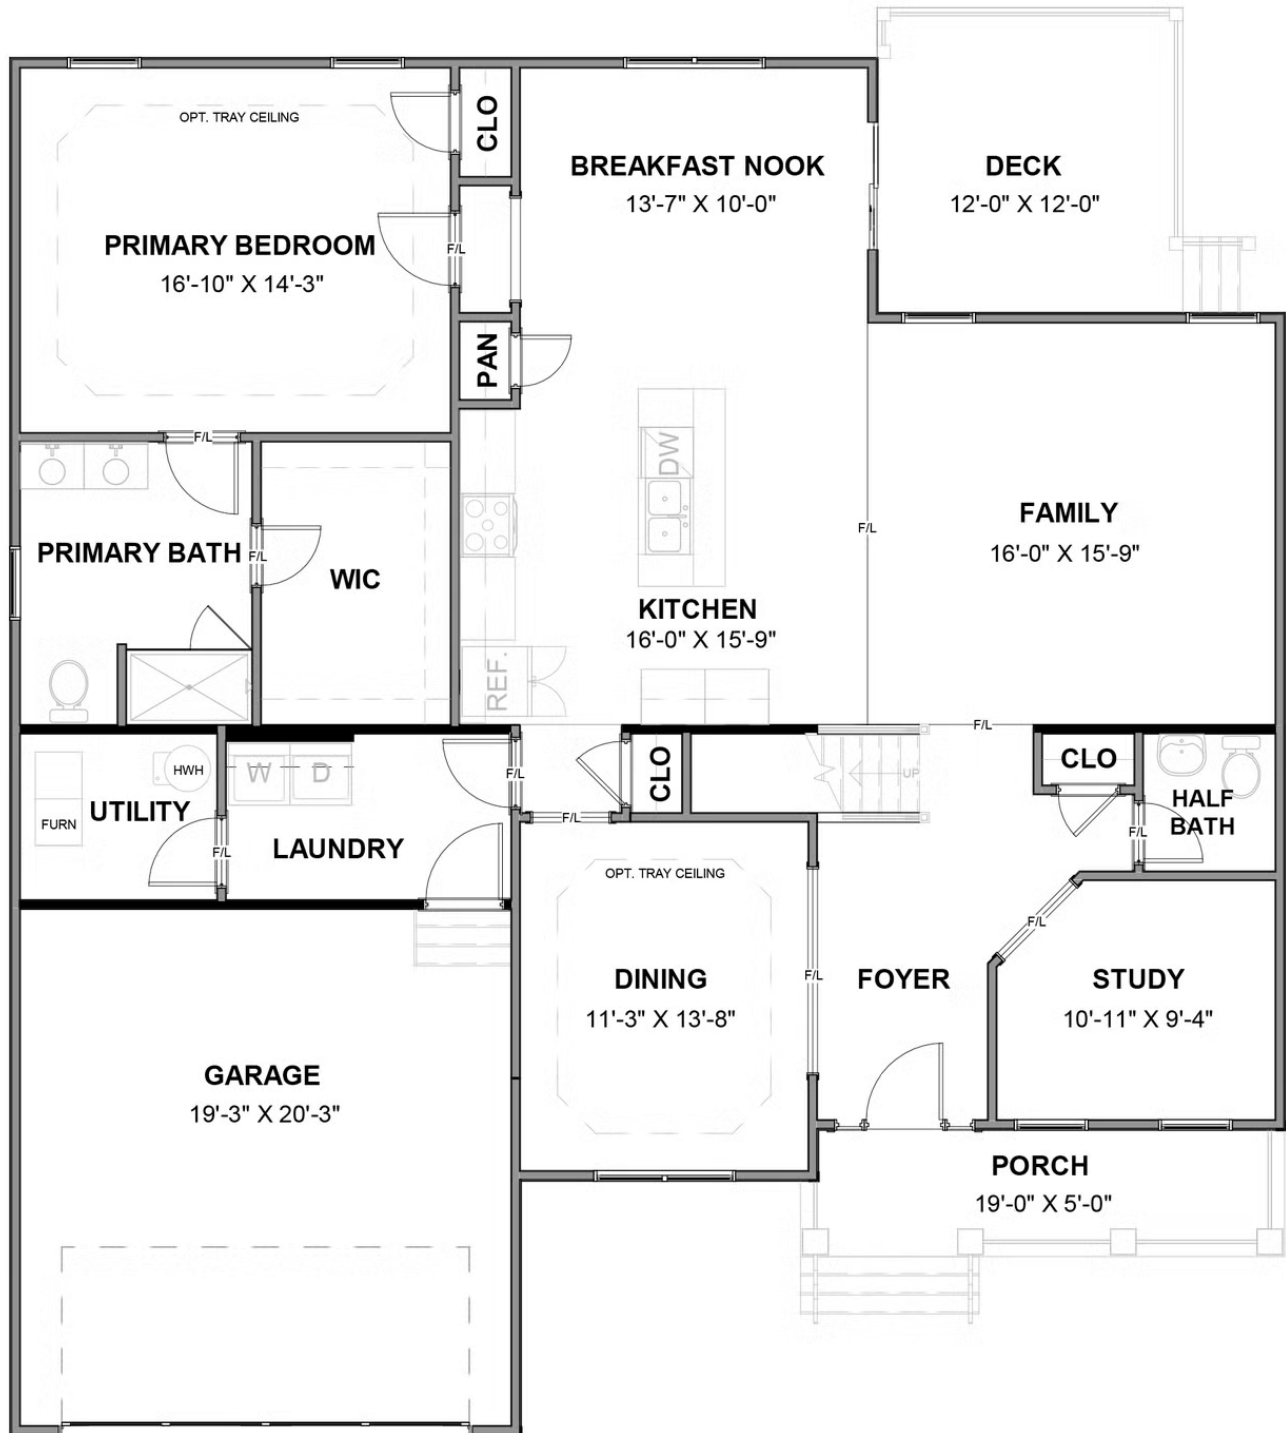 OPT. TRAY CEILING
CLO
BREAKFAST NOOK
13'-7" X 10'-0"
DECK
12'-0" X 12'-0"
PRIMARY BEDROOM
16'-10" X 14'-3"
F/L
PAN
F/L
DW
FAMILY
16'-0" X 15'-9"
F/L
PRIMARY BATH
F/L
WIC
KITCHEN
16'-0" X 15'-9"
REF.
F/L
HWH
FURN
UTILITY
F/L
W
D
LAUNDRY
F/L
CLO
F/L
UP
CLO
HALF
BATH
F/L
OPT. TRAY CEILING
DINING
11'-3" X 13'-8"
F/L
FOYER
F/L
STUDY
10'-11" X 9'-4"
GARAGE
19'-3" X 20'-3"
PORCH
19'-0" X 5'-0"